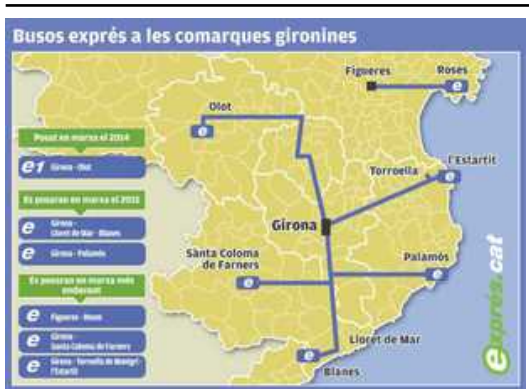 Busos exprés a les comarques gironines
Figueres
Roses
Olot
Posat en marxa el 2014
e1 Girona - Olot
l'Estartit
Torroella
Es posaran en marxa el 2015
Girona
e Girona -
Lloret de Mar - Blanes
e Girona - Palamós
Santa Coloma
de Farners
Palamós
Es posaran en marxa més
endavant
e Figueres - Roses
e Girona -
Santa Coloma de Farners
e Girona - Torroella de Montgrí -
l'Estartit
Lloret de Mar
Blanes
exprés.cat